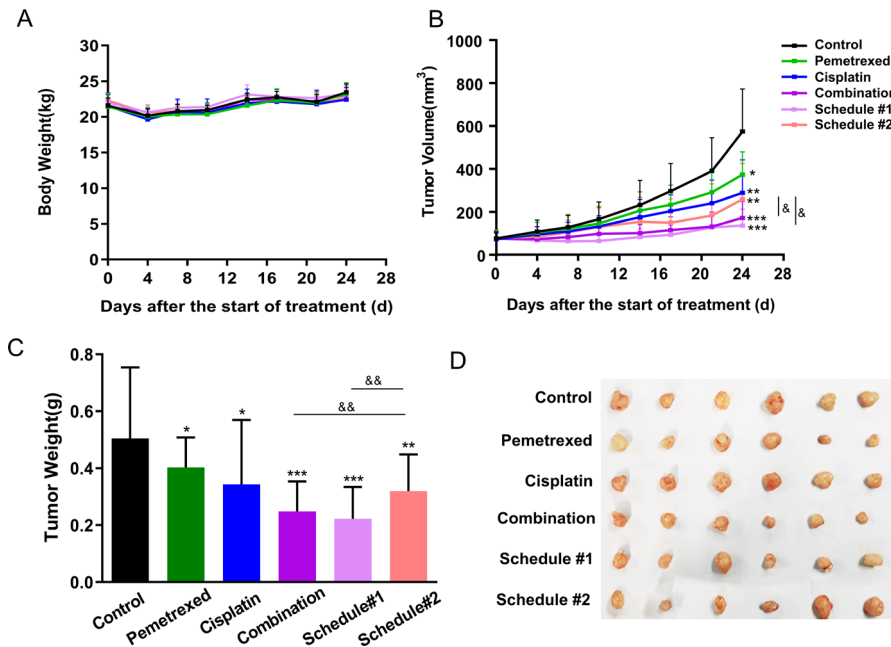 A
Body Weight(kg)
30
25
20
15
10
5
0
0 4 8 12 16 20 24 28
Days after the start of treatment (d)
B
Tumor Volume(mm3)
1000
800
600
400
200
0
0 4 8 12 16 20 24 28
Days after the start of treatment (d)
Control
Pemetrexed
Cisplatin
Combination
Schedule #1
Schedule #2
*
**
**
***
***
&
&
C
Tumor Weight(g)
0.8
0.6
0.4
0.2
0.0
&&
&&
*
*
***
***
**
Control
Pemetrexed
Cisplatin
Combination
Schedule#1
Schedule#2
D
Control
Pemetrexed
Cisplatin
Combination
Schedule #1
Schedule #2